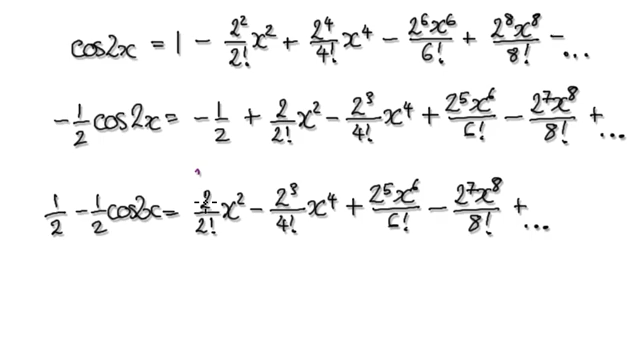 cos2x = 1 - 2²/2! x² + 2⁴/4! x⁴ - 2⁶x⁶/6! + 2⁸x⁸/8! - ...
-1/2 cos2x = -1/2 + 2/2! x² - 2³/4! x⁴ + 2⁵x⁶/6! - 2⁷x⁸/8! + ...
1/2 - 1/2 cos2x = 2/2! x² - 2³/4! x⁴ + 2⁵x⁶/6! - 2⁷x⁸/8! + ...